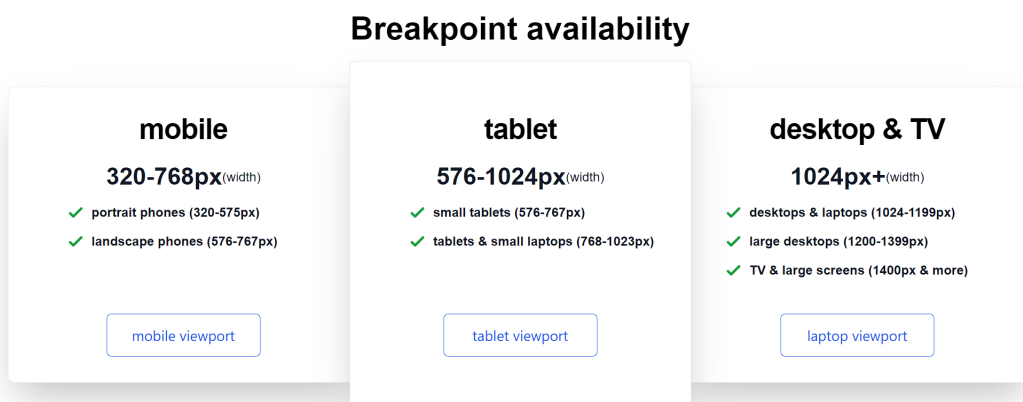 Breakpoint availability
mobile
320-768px(width)
portrait phones (320-575px)
landscape phones (576-767px)
mobile viewport
tablet
576-1024px(width)
small tablets (576-767px)
tablets & small laptops (768-1023px)
tablet viewport
desktop & TV
1024px+(width)
desktops & laptops (1024-1199px)
large desktops (1200-1399px)
TV & large screens (1400px & more)
laptop viewport